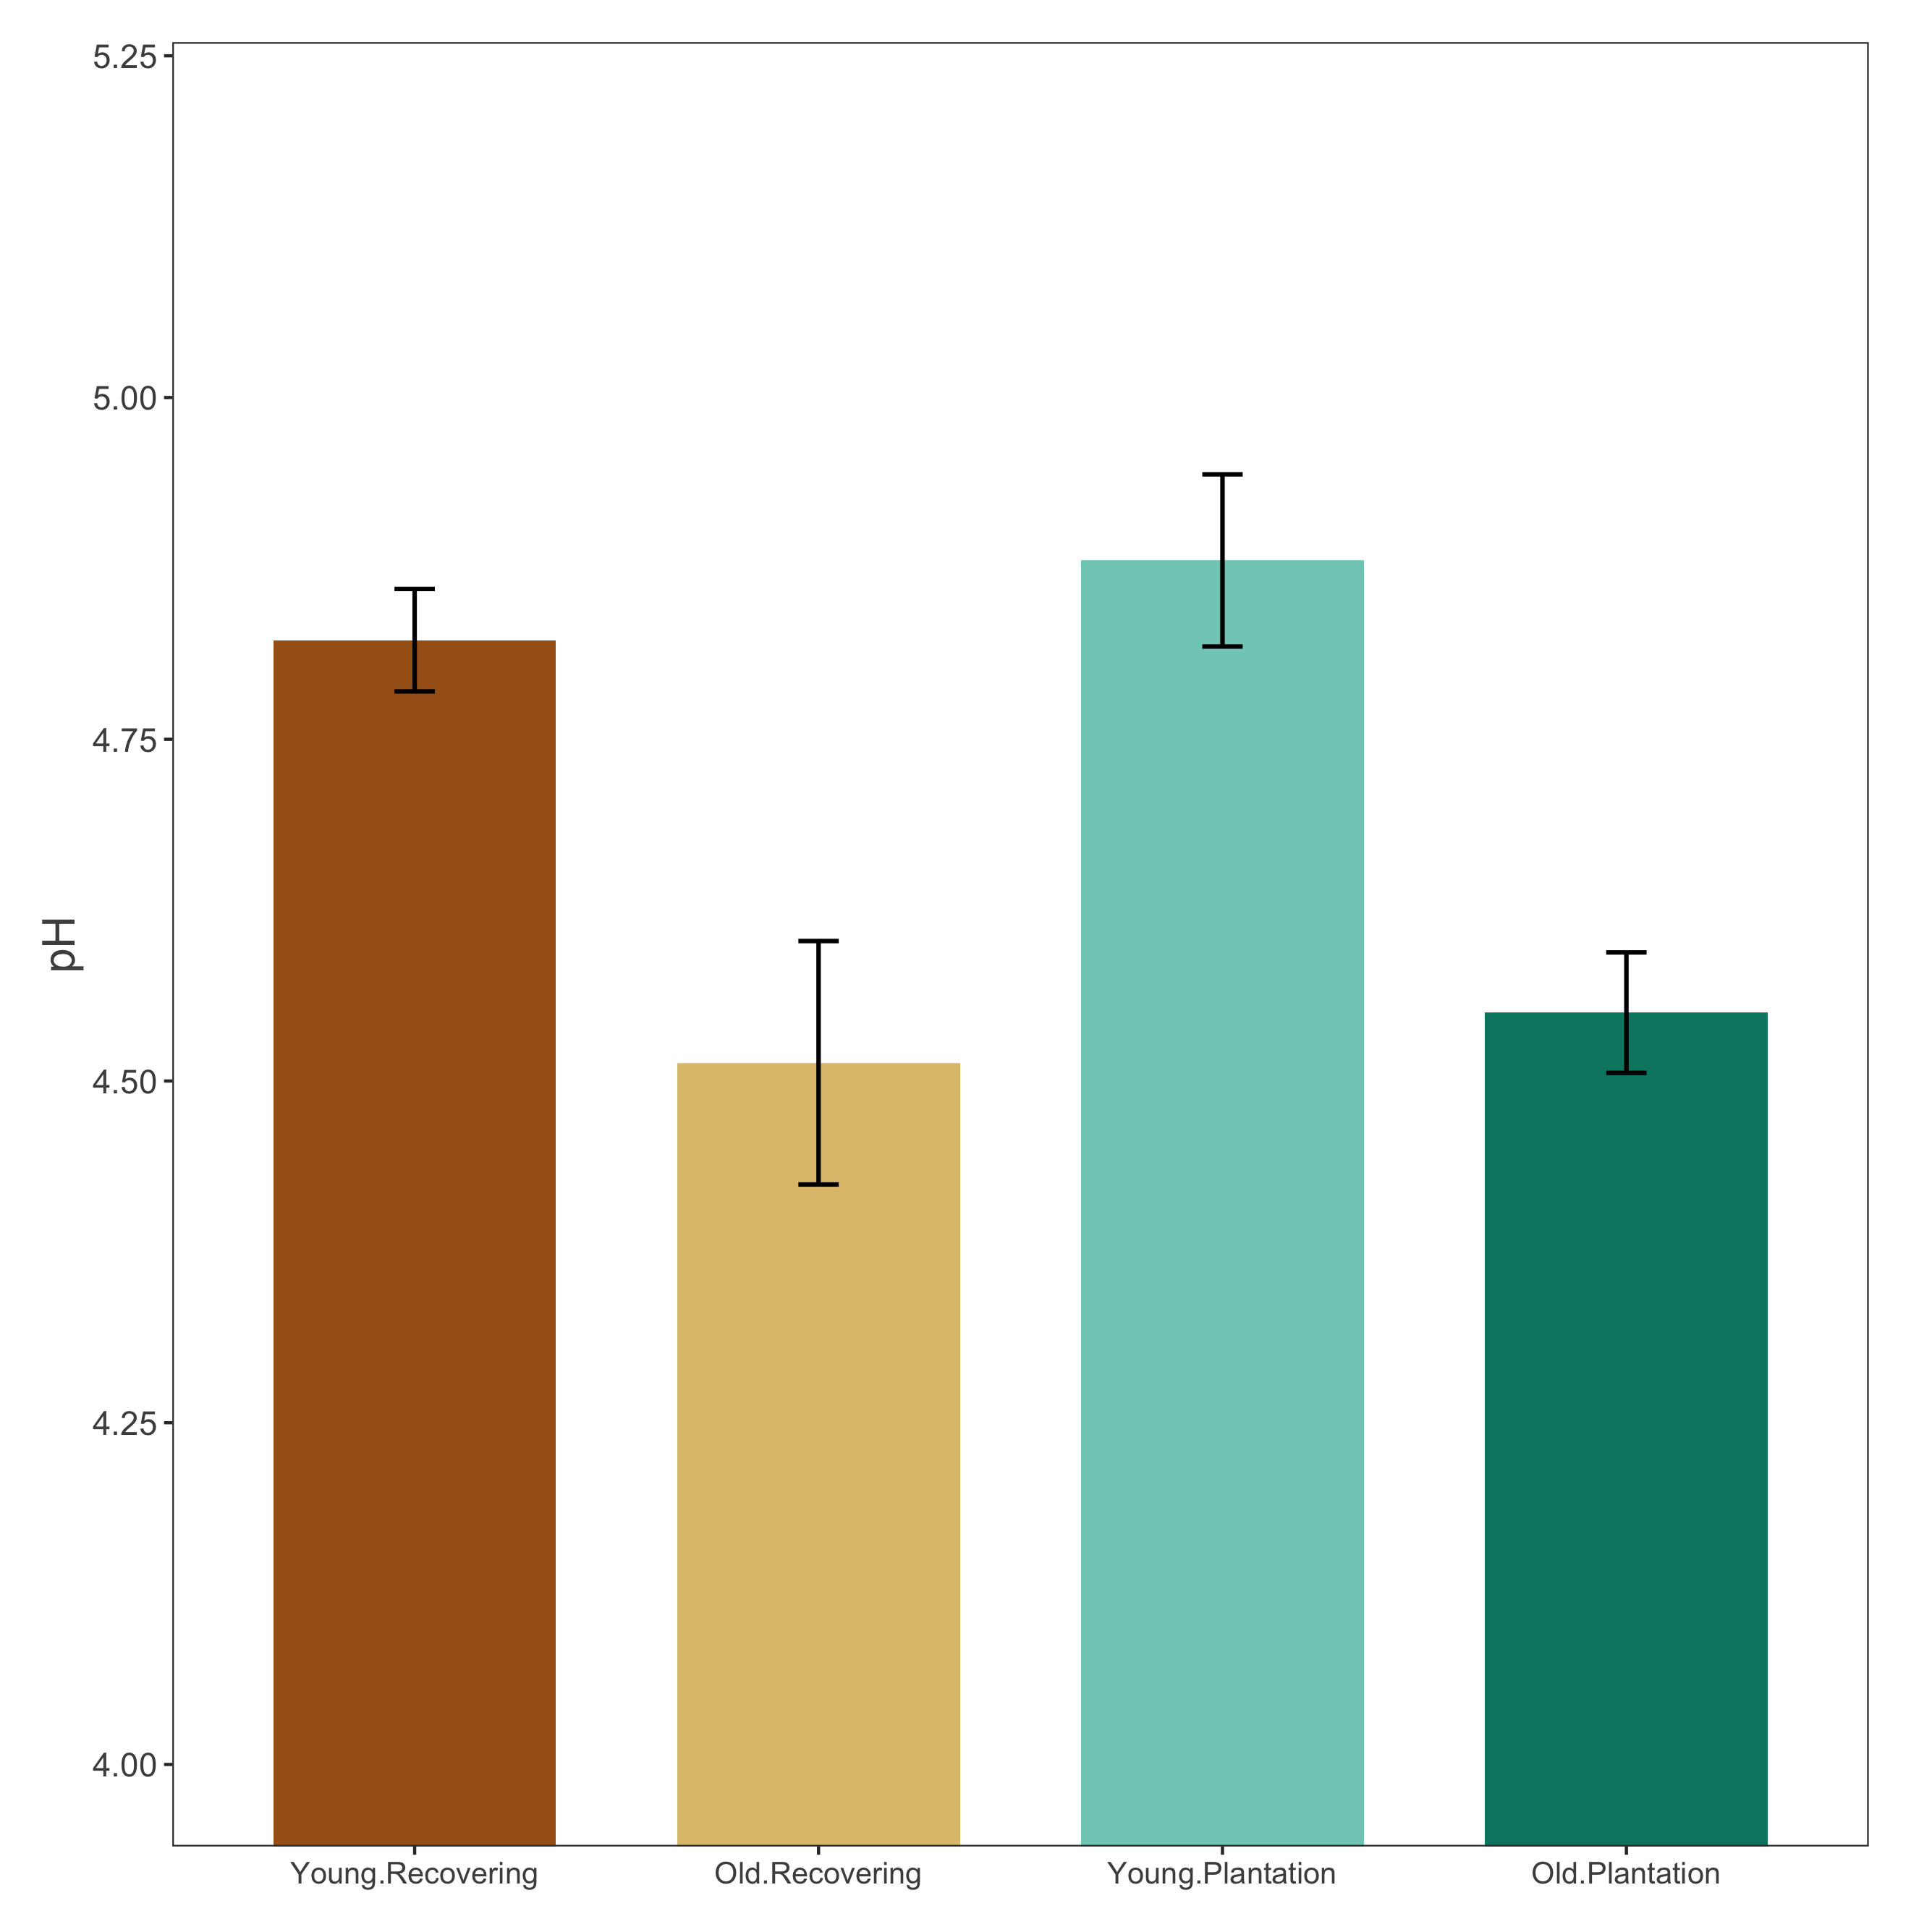 5.25
5.00
4.75
4.50
4.25
4.00
pH
Young.Recovering
Old.Recovering
Young.Plantation
Old.Plantation